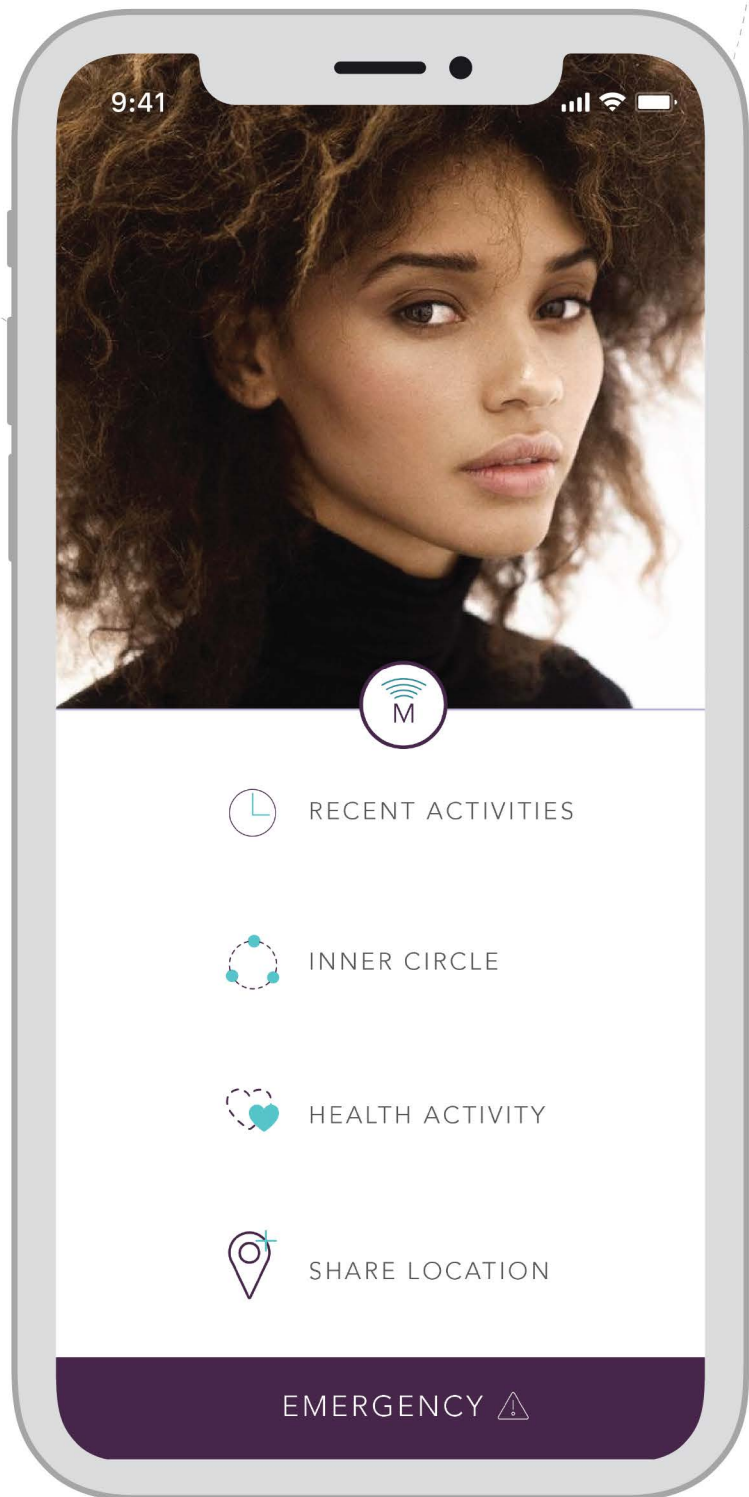 9:41
M
RECENT ACTIVITIES
INNER CIRCLE
HEALTH ACTIVITY
SHARE LOCATION
EMERGENCY